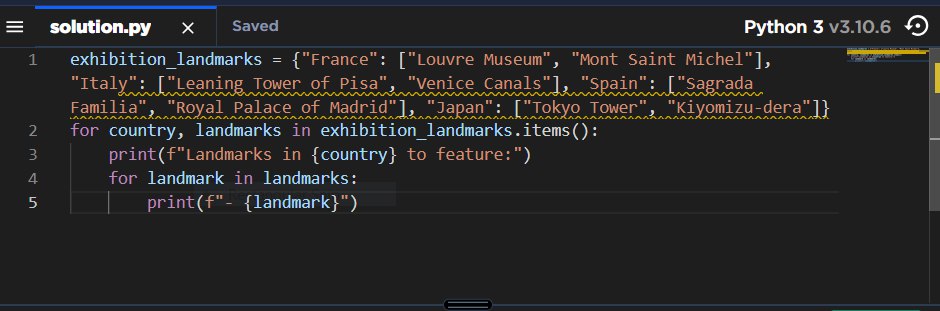 solution.py × Saved Python 3 v3.10.6
1 exhibition_landmarks = {"France": ["Louvre Museum", "Mont Saint Michel"],
"Italy": ["Leaning Tower of Pisa", "Venice Canals"], "Spain": ["Sagrada
Familia", "Royal Palace of Madrid"], "Japan": ["Tokyo Tower", "Kiyomizu-dera"]}
2 for country, landmarks in exhibition_landmarks.items():
3     print(f"Landmarks in {country} to feature:")
4     for landmark in landmarks:
5         print(f"- {landmark}")